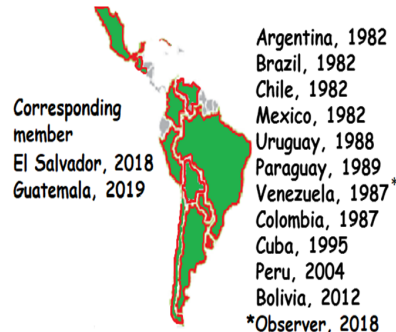 Corresponding
member
El Salvador, 2018
Guatemala, 2019
Argentina, 1982
Brazil, 1982
Chile, 1982
Mexico, 1982
Uruguay, 1988
Paraguay, 1989
Venezuela, 1987*
Colombia, 1987
Cuba, 1995
Peru, 2004
Bolivia, 2012
*Observer, 2018